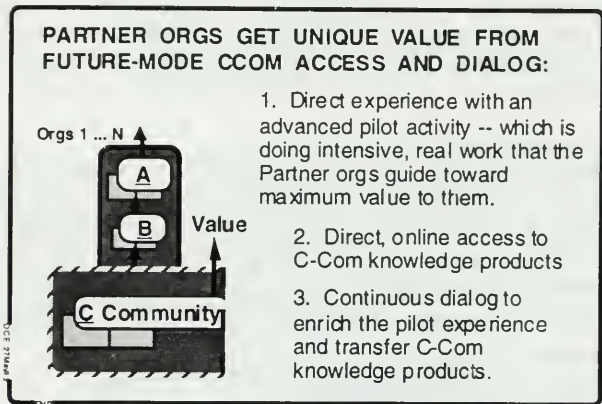 PARTNER ORGS GET UNIQUE VALUE FROM
FUTURE-MODE CCOM ACCESS AND DIALOG:
1. Direct experience with an
advanced pilot activity -- which is
doing intensive, real work that the
Partner orgs guide toward
maximum value to them.
2. Direct, online access to
C-Com knowledge products
3. Continuous dialog to
enrich the pilot experience
and transfer C-Com
knowledge products.
Orgs 1 ... N
A
B
Value
C Community
DCE